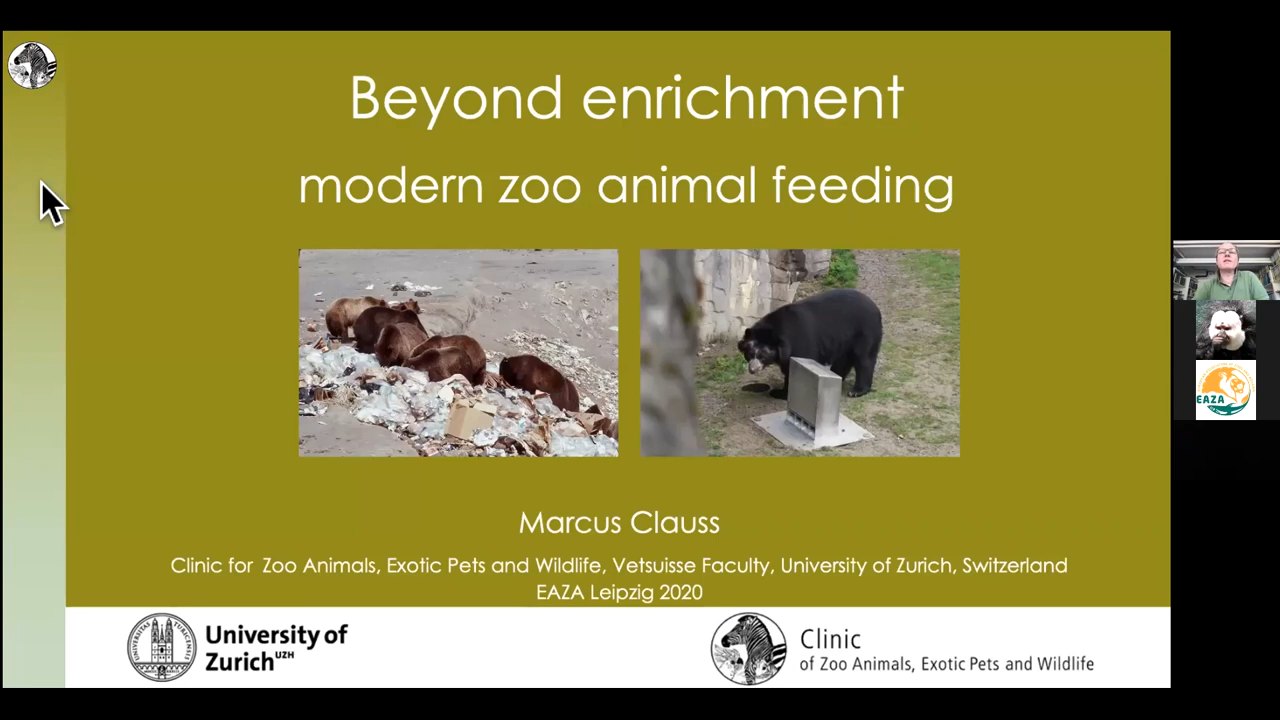 Beyond enrichment
modern zoo animal feeding
Marcus Clauss
Clinic for Zoo Animals, Exotic Pets and Wildlife, Vetsuisse Faculty, University of Zurich, Switzerland
EAZA Leipzig 2020
University of
Zurich UZH
Clinic
of Zoo Animals, Exotic Pets and Wildlife
EAZA